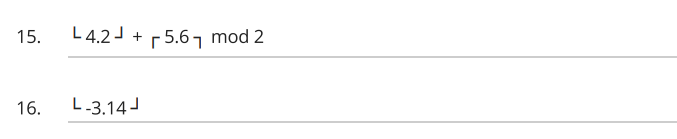 15. └ 4.2 ┘ + ┌ 5.6 ┐ mod 2
16. └ -3.14 ┘